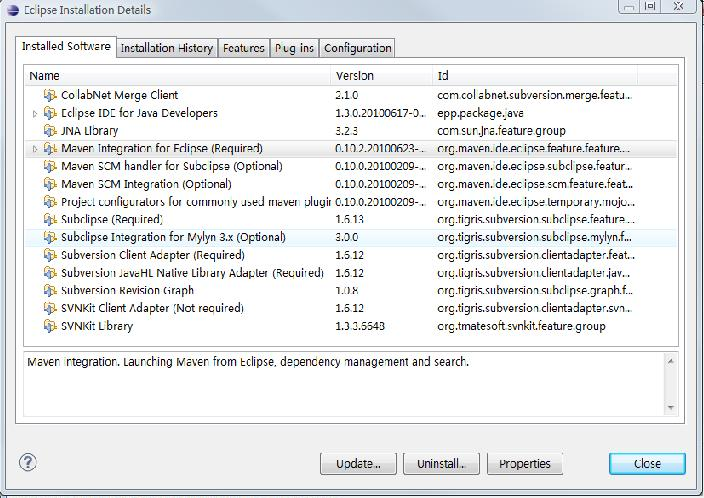 Eclipse Installation Details
Installed Software Installation History Features Plug-ins Configuration
Name Version Id
CollabNet Merge Client 2.1.0 com.collabnet.subversion.merge.featu...
Eclipse IDE for Java Developers 1.3.0.20100617-0... epp.package.java
JNA Library 3.2.3 com.sun.jna.feature.group
Maven Integration for Eclipse (Required) 0.10.2.20100623-... org.maven.ide.eclipse.feature.feature....
Maven SCM handler for Subclipse (Optional) 0.10.0.20100209-... org.maven.ide.eclipse.subclipse.featur...
Maven SCM Integration (Optional) 0.10.0.20100209-... org.maven.ide.eclipse.scm.feature.feat...
Project configurators for commonly used maven plugin 0.10.0.20100209-... org.maven.ide.eclipse.temporary.mojo...
Subclipse (Required) 1.6.13 org.tigris.subversion.subclipse.feature...
Subclipse Integration for Mylyn 3.x (Optional) 3.0.0 org.tigris.subversion.subclipse.mylyn.f...
Subversion Client Adapter (Required) 1.6.12 org.tigris.subversion.clientadapter.feat...
Subversion JavaHL Native Library Adapter (Required) 1.6.12 org.tigris.subversion.clientadapter.jav...
Subversion Revision Graph 1.0.8 org.tigris.subversion.subclipse.graph.f...
SVNKit Client Adapter (Not required) 1.6.12 org.tigris.subversion.clientadapter.svn...
SVNKit Library 1.3.3.6648 org.tmatesoft.svnkit.feature.group
Maven integration. Launching Maven from Eclipse, dependency management and search.
Update... Uninstall... Properties Close